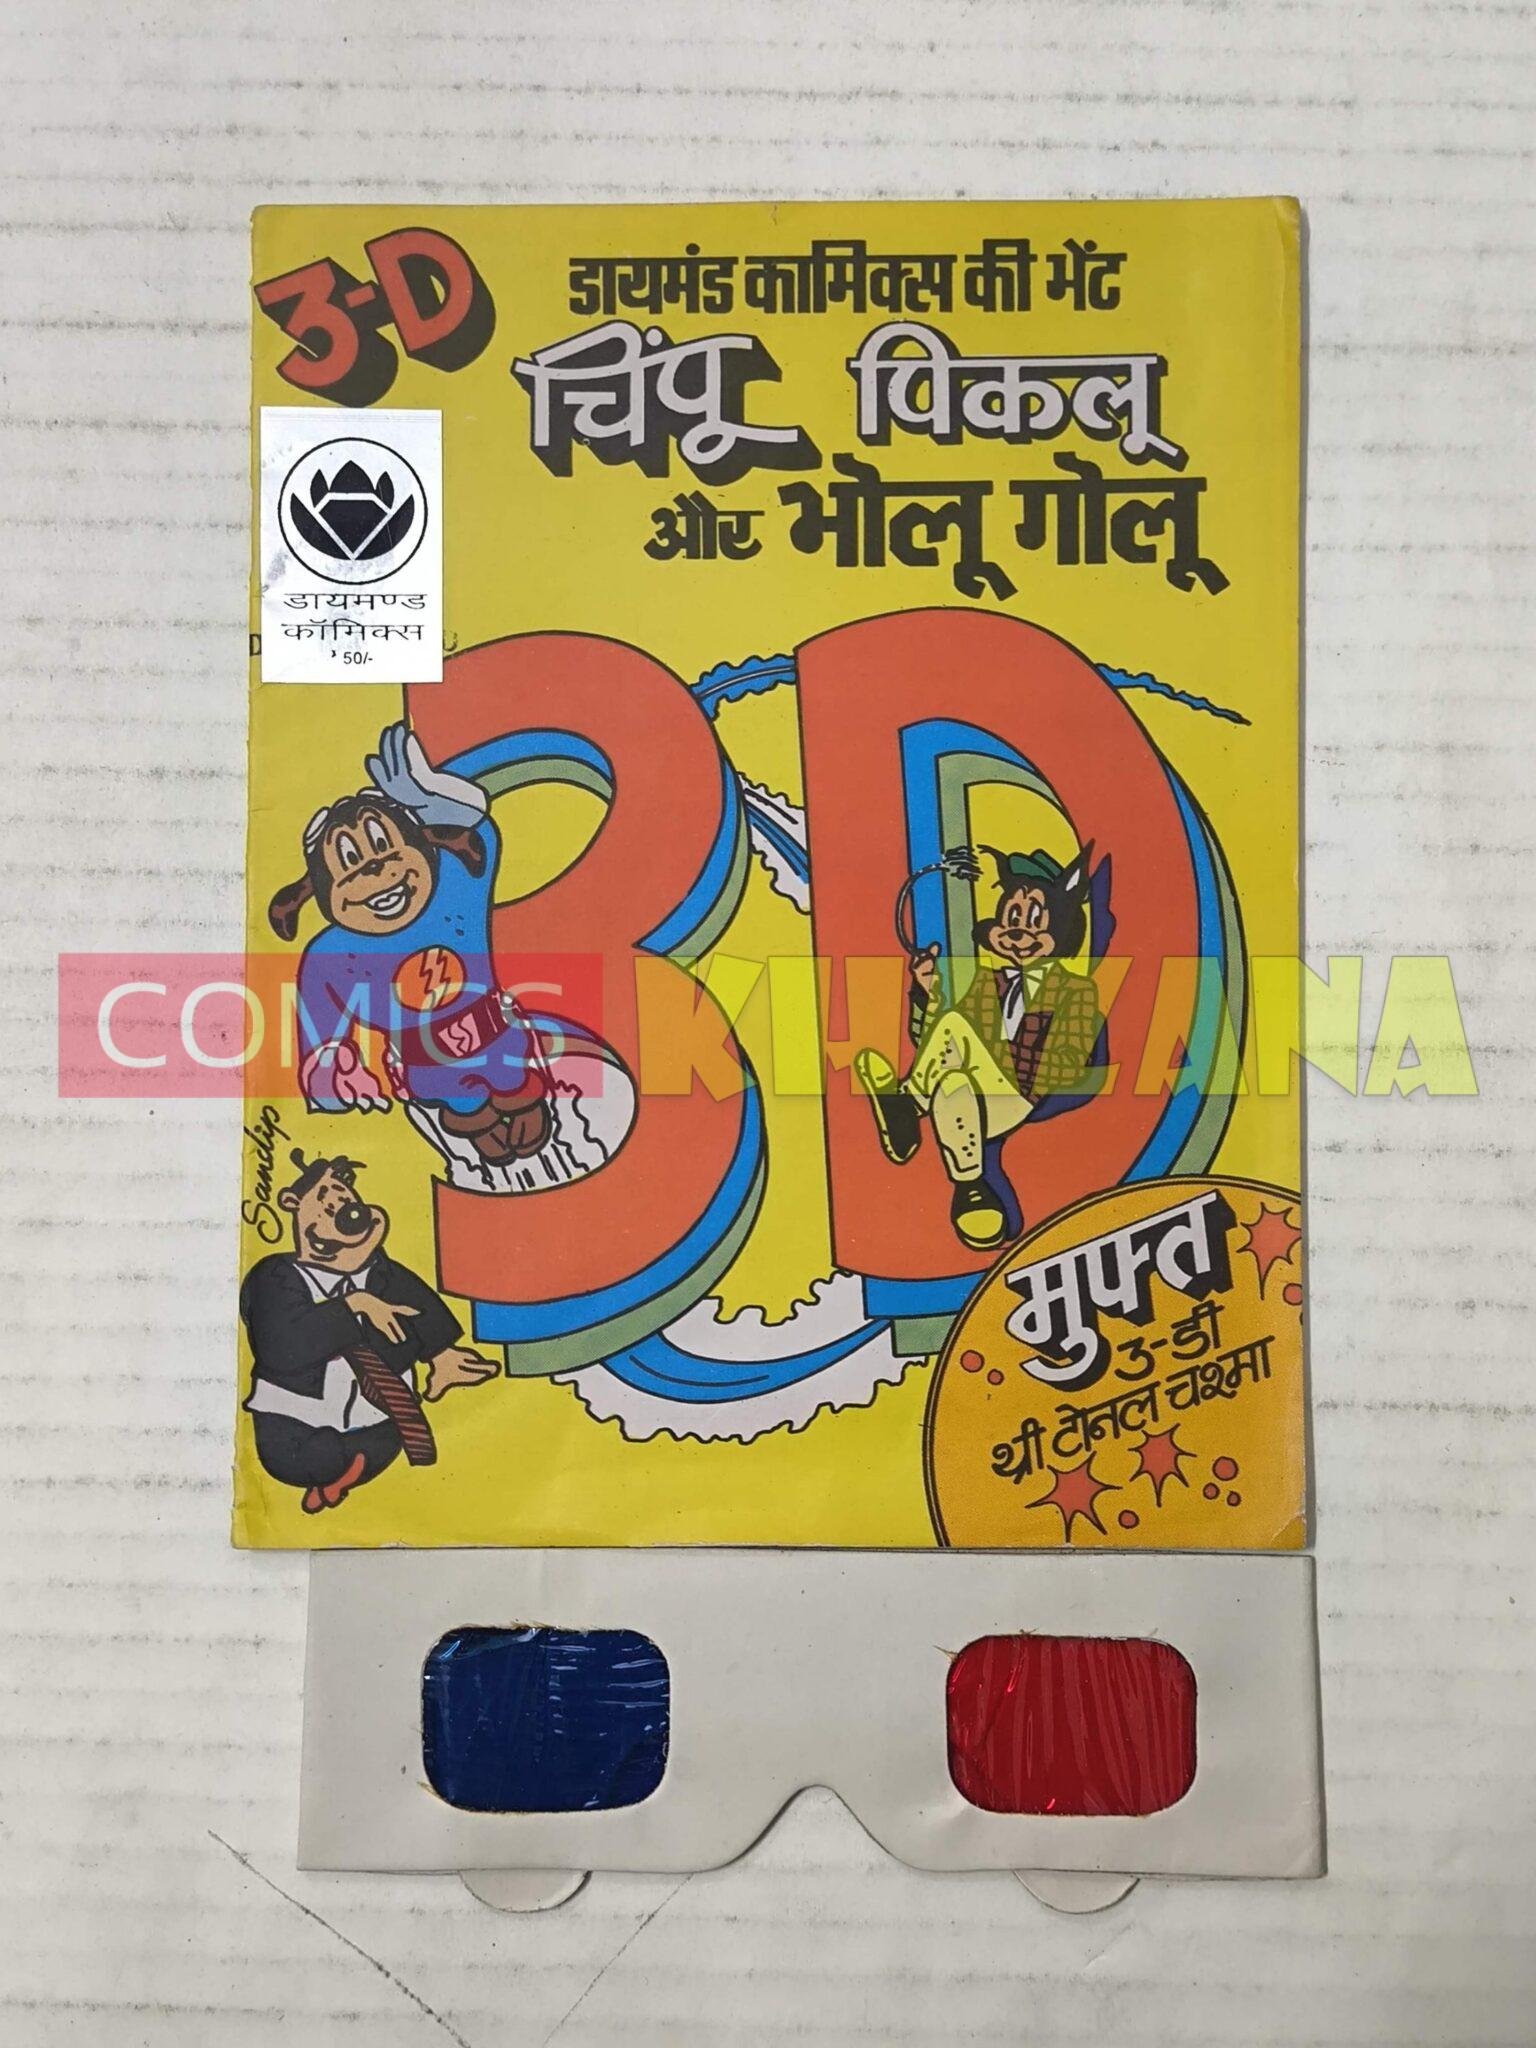 3-D
डायमंड कामिक्स की भेंट
चिंपू पिकलू
और भोलू गोलू
डायमण्ड
कॉमिक्स
50/-
3D
COMICS KHAZANA
Sandip
मुफ्त
3-डी
थ्री टोनल चश्मा